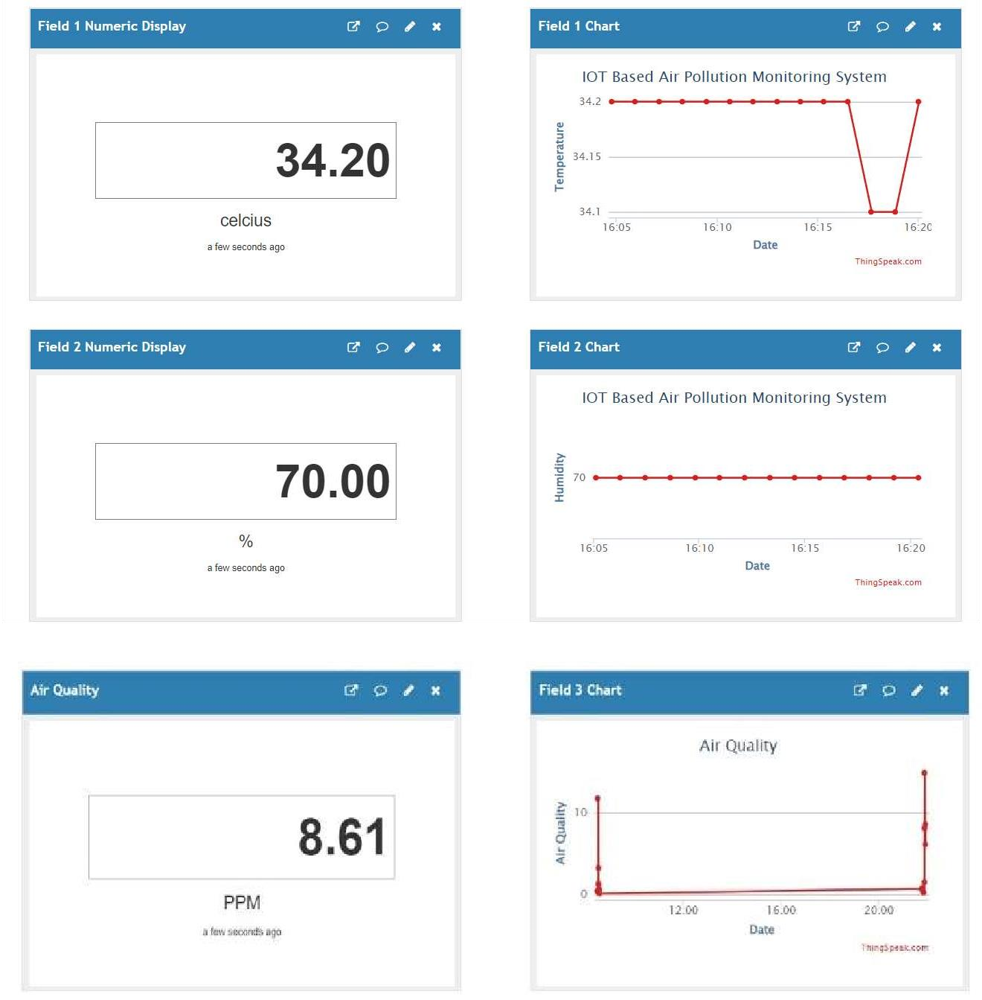 Field 1 Numeric Display
34.20
celcius
a few seconds ago
Field 1 Chart
IOT Based Air Pollution Monitoring System
Temperature
34.2
34.15
34.1
16:05 16:10 16:15 16:20
Date
ThingSpeak.com
Field 2 Numeric Display
70.00
%
a few seconds ago
Field 2 Chart
IOT Based Air Pollution Monitoring System
Humidity
70
16:05 16:10 16:15 16:20
Date
ThingSpeak.com
Air Quality
8.61
PPM
a few seconds ago
Field 3 Chart
Air Quality
Air Quality
10
0
12:00 16:00 20:00
Date
ThingSpeak.com